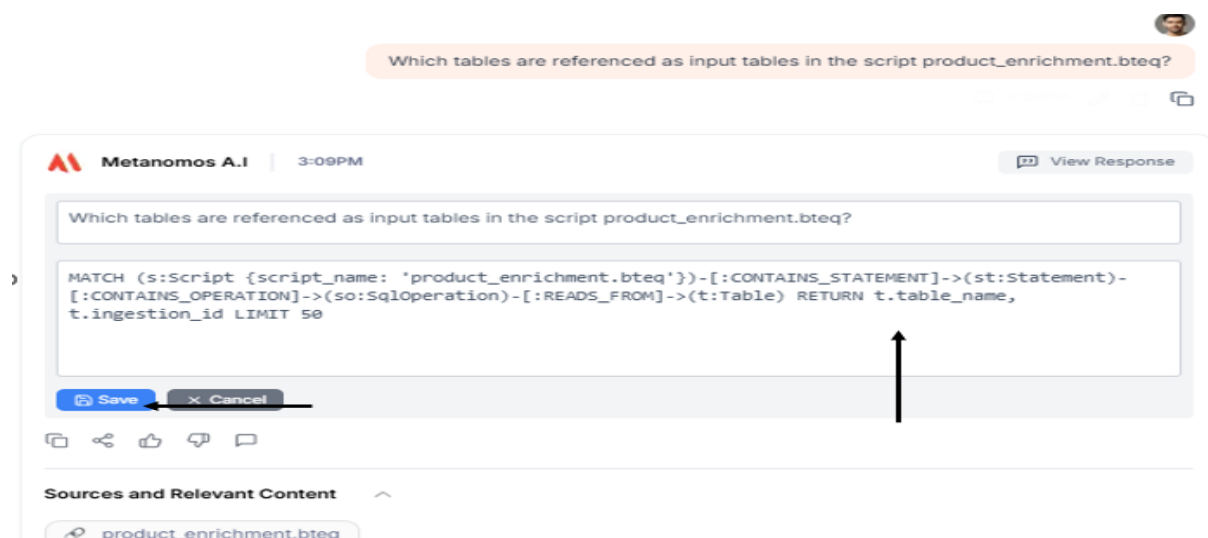 Which tables are referenced as input tables in the script product_enrichment.bteq?
Metanomos A.I
3:09PM
View Response
Which tables are referenced as input tables in the script product_enrichment.bteq?
MATCH (s:Script {script_name: 'product_enrichment.bteq'})-[:CONTAINS_STATEMENT]->(st:Statement)-
[:CONTAINS_OPERATION]->(so:SqlOperation)-[:READS_FROM]->(t:Table) RETURN t.table_name,
t.ingestion_id LIMIT 50
Save
× Cancel
Sources and Relevant Content
product_enrichment.bteq